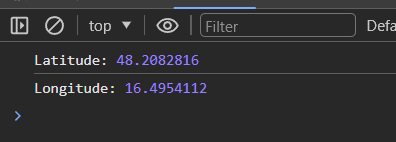 top Filter Defa
Latitude: 48.2082816
Longitude: 16.4954112